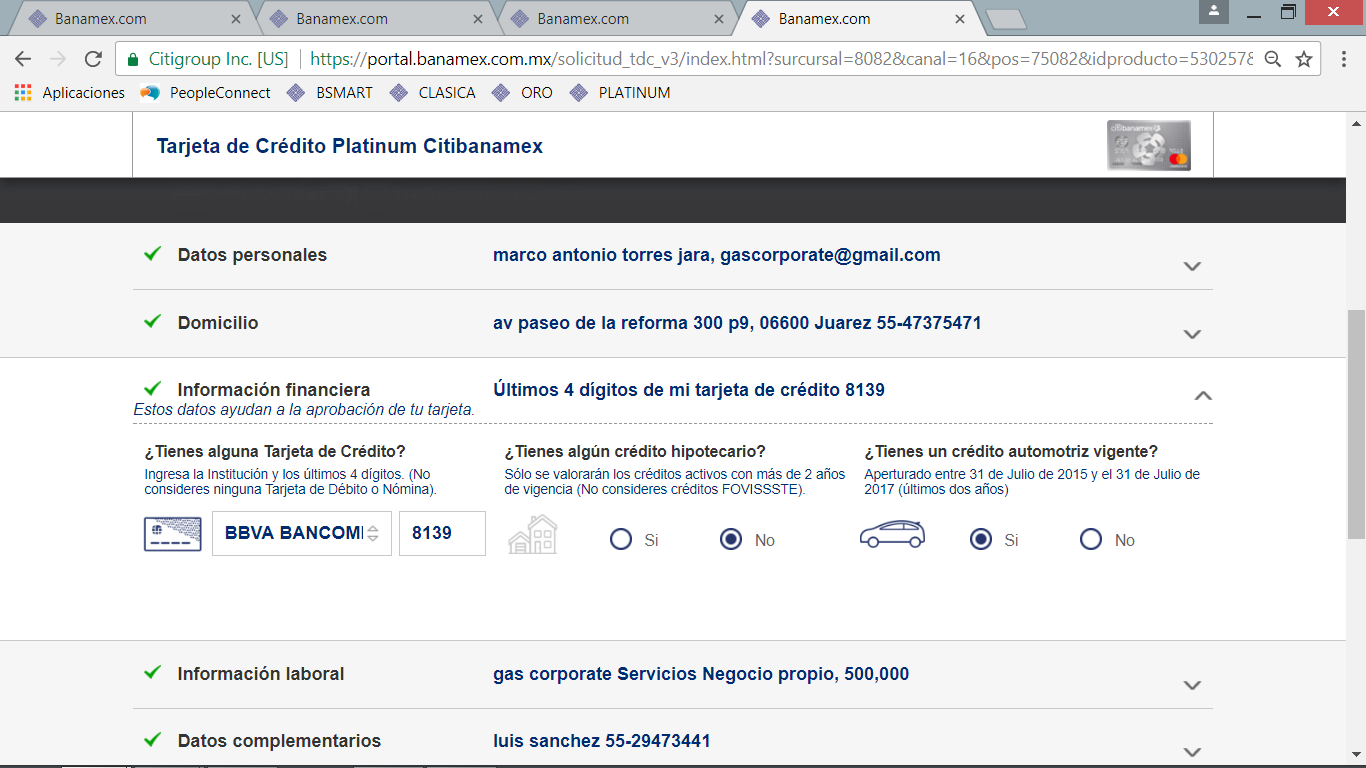 Banamex.com
Banamex.com
Banamex.com
Banamex.com
Citigroup Inc. [US]
https://portal.banamex.com.mx/solicitud_tdc_v3/index.html?surcursal=8082&canal=16&pos=75082&idproducto=530257&
Aplicaciones
PeopleConnect
BSMART
CLASICA
ORO
PLATINUM
Tarjeta de Crédito Platinum Citibanamex
citibanamex
Datos personales
marco antonio torres jara, gascorporate@gmail.com
Domicilio
av paseo de la reforma 300 p9, 06600 Juarez 55-47375471
Información financiera
Últimos 4 dígitos de mi tarjeta de crédito 8139
Estos datos ayudan a la aprobación de tu tarjeta.
¿Tienes alguna Tarjeta de Crédito?
Ingresa la Institución y los últimos 4 dígitos. (No
consideres ninguna Tarjeta de Débito o Nómina).
BBVA BANCOM
8139
¿Tienes algún crédito hipotecario?
Sólo se valorarán los créditos activos con más de 2 años
de vigencia (No consideres créditos FOVISSSTE).
Si
No
¿Tienes un crédito automotriz vigente?
Aperturado entre 31 de Julio de 2015 y el 31 de Julio de
2017 (últimos dos años)
Si
No
Información laboral
gas corporate Servicios Negocio propio, 500,000
Datos complementarios
luis sanchez 55-29473441